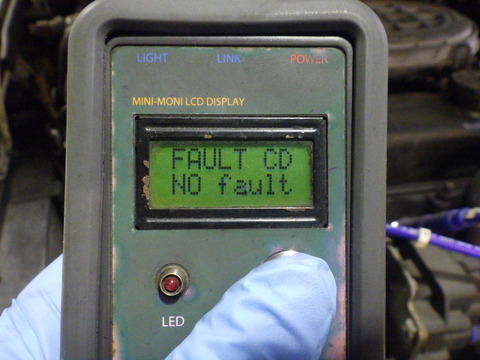 LIGHT LINK POWER
MINI-MONI LCD DISPLAY
FAULT CD
NO fault
LED